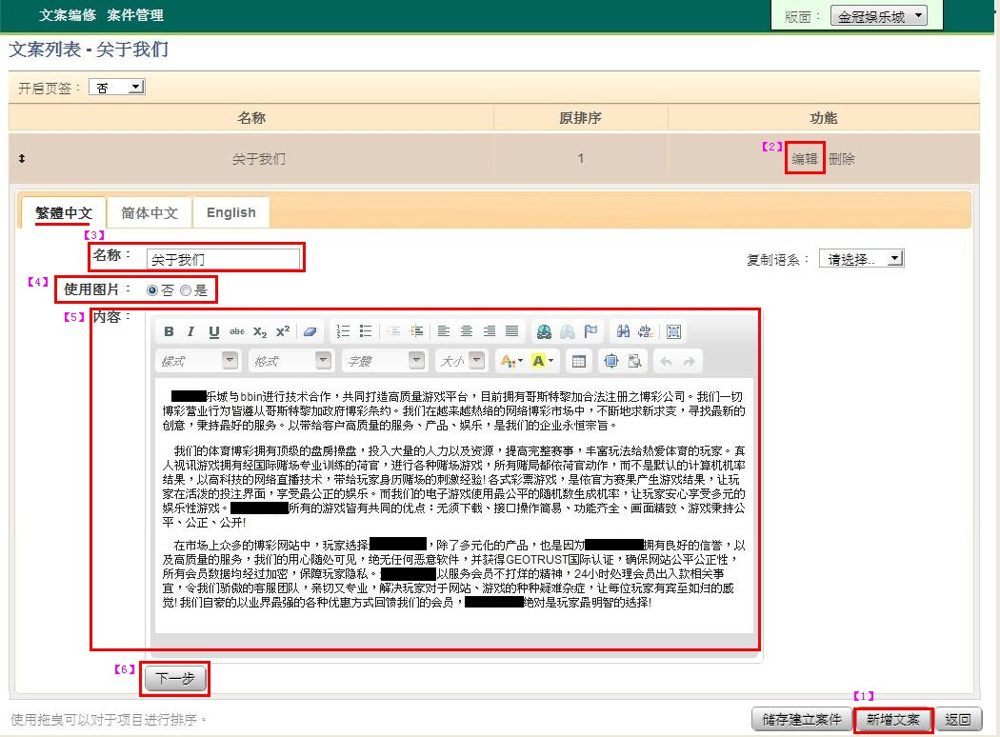 文案编修 案件管理
版面： 金冠娱乐城
文案列表 - 关于我们
开启页签： 否
名称 原排序 功能
关于我们 1 【2】 编辑 删除
繁體中文 简体中文 English
【3】
名称： 关于我们 复制语系： 请选择..
【4】 使用图片： 否 是
【5】 内容：
B I U abc X₂ X²
樣式 格式 字體 大小 A A
乐城与bbin进行技术合作，共同打造高质量游戏平台，目前拥有哥斯特黎加合法注册之博彩公司。我们一切
博彩营业行为皆遵从哥斯特黎加政府博彩条约。我们在越来越热络的网络博彩市场中，不断地求新求变，寻找最新的
创意，秉持最好的服务。以带给客户高质量的服务、产品、娱乐，是我们的企业永恒宗旨。
我们的体育博彩拥有顶级的盘房操盘，投入大量的人力以及资源，提高完整赛事，丰富玩法给热爱体育的玩家。真
人视讯游戏拥有经国际赌场专业训练的荷官，进行各种赌场游戏，所有赌局都依荷官动作，而不是默认的计算机机率
结果，以高科技的网络直播技术，带给玩家身历赌场的刺激经验! 各式彩票游戏，是依官方赛果产生游戏结果，让玩
家在活泼的投注界面，享受最公正的娱乐。而我们的电子游戏使用最公平的随机数生成机率，让玩家安心享受多元的
娱乐性游戏。 所有的游戏皆有共同的优点：无须下载、接口操作简易、功能齐全、画面精致、游戏秉持公
平、公正、公开!
在市场上众多的博彩网站中，玩家选择 ，除了多元化的产品，也是因为 拥有良好的信誉，以
及高质量的服务，我们的用心随处可见，绝无任何恶意软件，并获得GEOTRUST国际认证，确保网站公平公正性，
所有会员数据均经过加密，保障玩家隐私。 以服务会员不打烊的精神，24小时处理会员出入款相关事
宜，令我们骄傲的客服团队，亲切又专业，解决玩家对于网站、游戏的种种疑难杂症，让每位玩家有宾至如归的感
觉! 我们自豪的以业界最强的各种优惠方式回馈我们的会员， 绝对是玩家最明智的选择!
【6】 下一步
【1】
使用拖曳可以对于项目进行排序。 储存建立案件 新增文案 返回